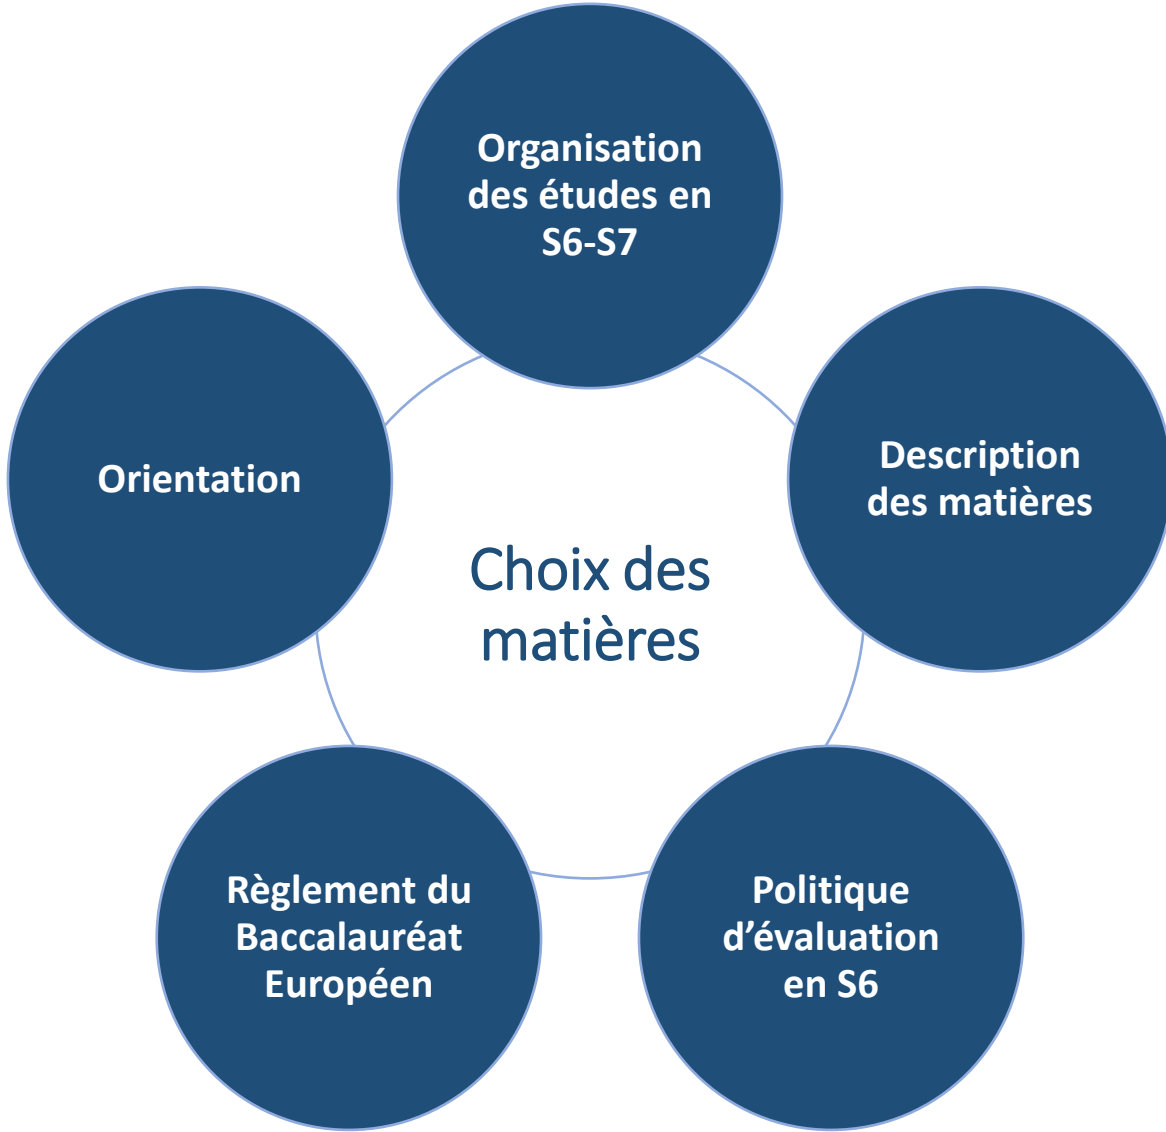 Organisation
des études en
S6-S7
Description
des matières
Politique
d’évaluation
en S6
Règlement du
Baccalauréat
Européen
Orientation
Choix des
matières